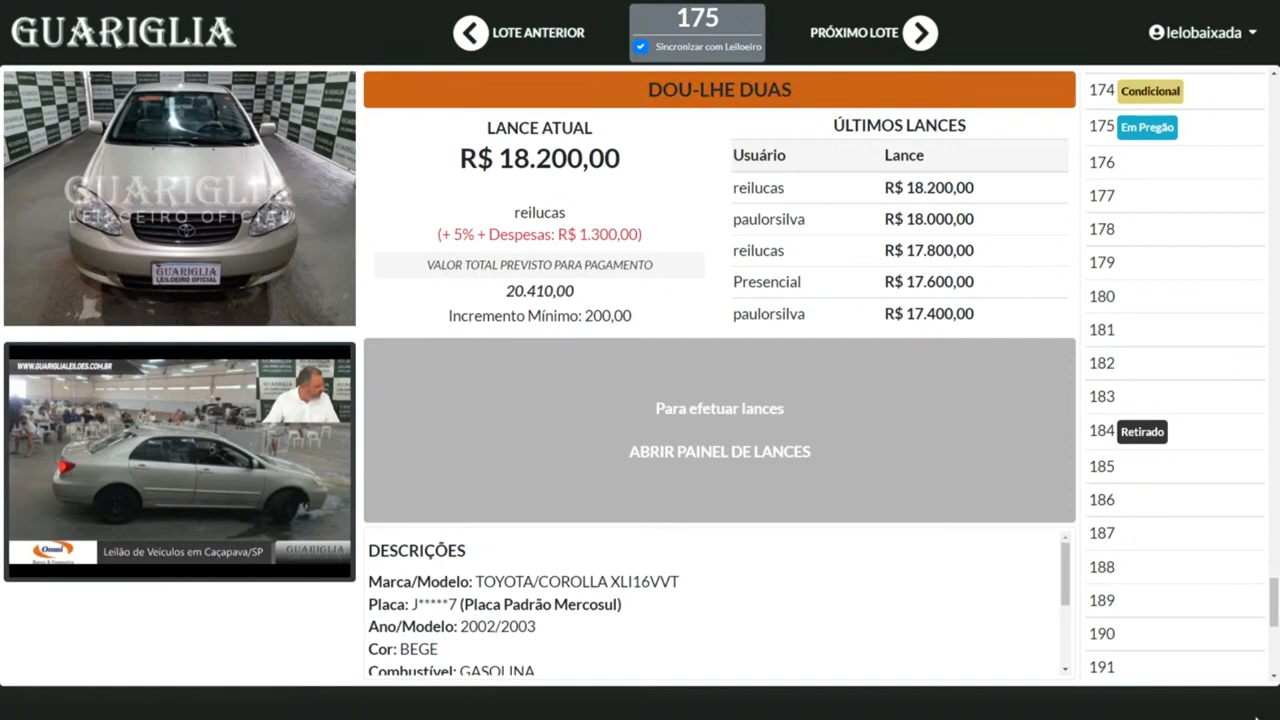 GUARIGLIA
LOTE ANTERIOR
175
Sincronizar com Leiloeiro
PRÓXIMO LOTE
lelobaixada
GUARIGLIA
LEILOEIRO OFICIAL
GUARIGLIA
LEILOEIRO OFICIAL
WWW.GUARIGLIALEILOES.COM.BR
Omni
Leilão de Veículos em Caçapava/SP
GUARIGLIA
DOU-LHE DUAS
LANCE ATUAL
R$ 18.200,00
reilucas
(+ 5% + Despesas: R$ 1.300,00)
VALOR TOTAL PREVISTO PARA PAGAMENTO
20.410,00
Incremento Mínimo: 200,00
ÚLTIMOS LANCES
Usuário Lance
reilucas R$ 18.200,00
paulorsilva R$ 18.000,00
reilucas R$ 17.800,00
Presencial R$ 17.600,00
paulorsilva R$ 17.400,00
Para efetuar lances
ABRIR PAINEL DE LANCES
DESCRIÇÕES
Marca/Modelo: TOYOTA/COROLLA XLI16VVT
Placa: J*****7 (Placa Padrão Mercosul)
Ano/Modelo: 2002/2003
Cor: BEGE
Combustível: GASOLINA
174 Condicional
175 Em Pregão
176
177
178
179
180
181
182
183
184 Retirado
185
186
187
188
189
190
191